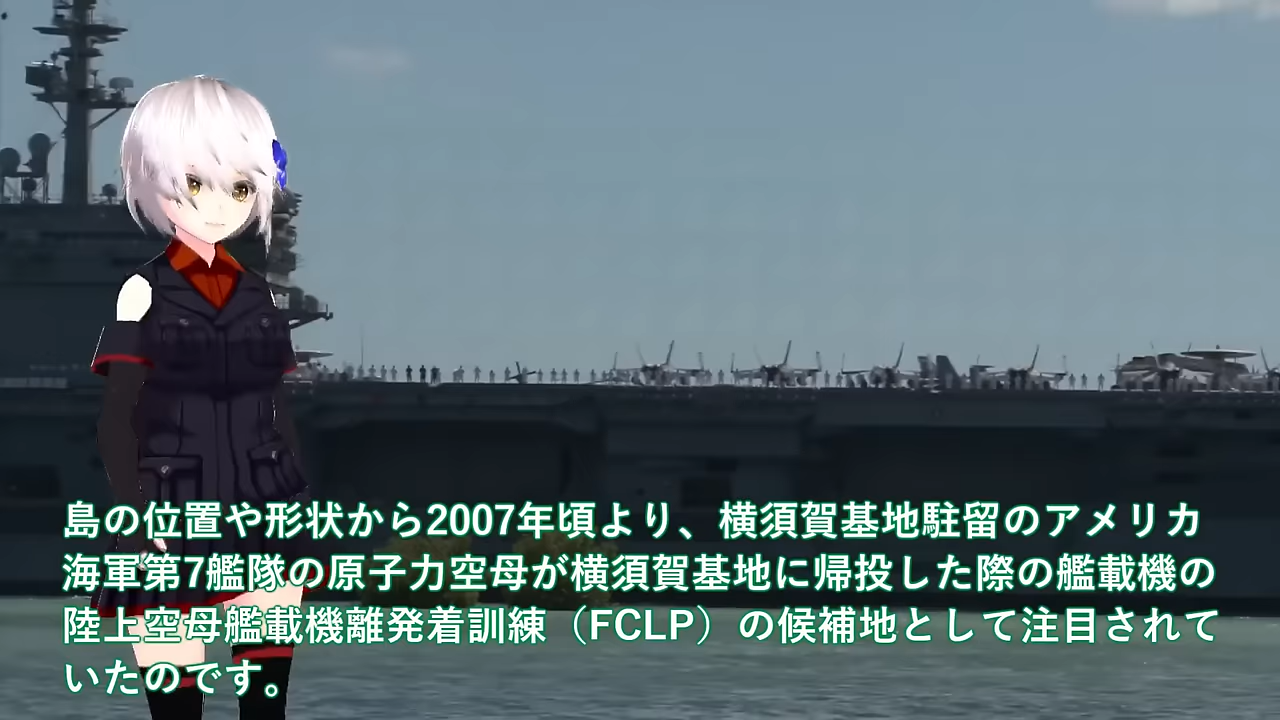 島の位置や形状から2007年頃より、横須賀基地駐留のアメリカ
海軍第7艦隊の原子力空母が横須賀基地に帰投した際の艦載機の
陸上空母艦載機離発着訓練（FCLP）の候補地として注目されて
いたのです。